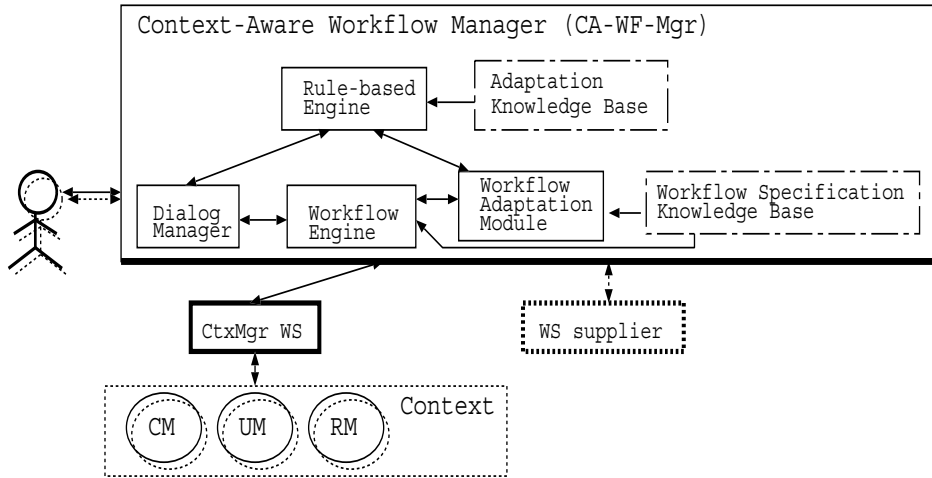 Context-Aware Workflow Manager (CA-WF-Mgr)
Rule-based
Engine
Adaptation
Knowledge Base
Dialog
Manager
Workflow
Engine
Workflow
Adaptation
Module
Workflow Specification
Knowledge Base
CtxMgr WS
WS supplier
Context
CM
UM
RM